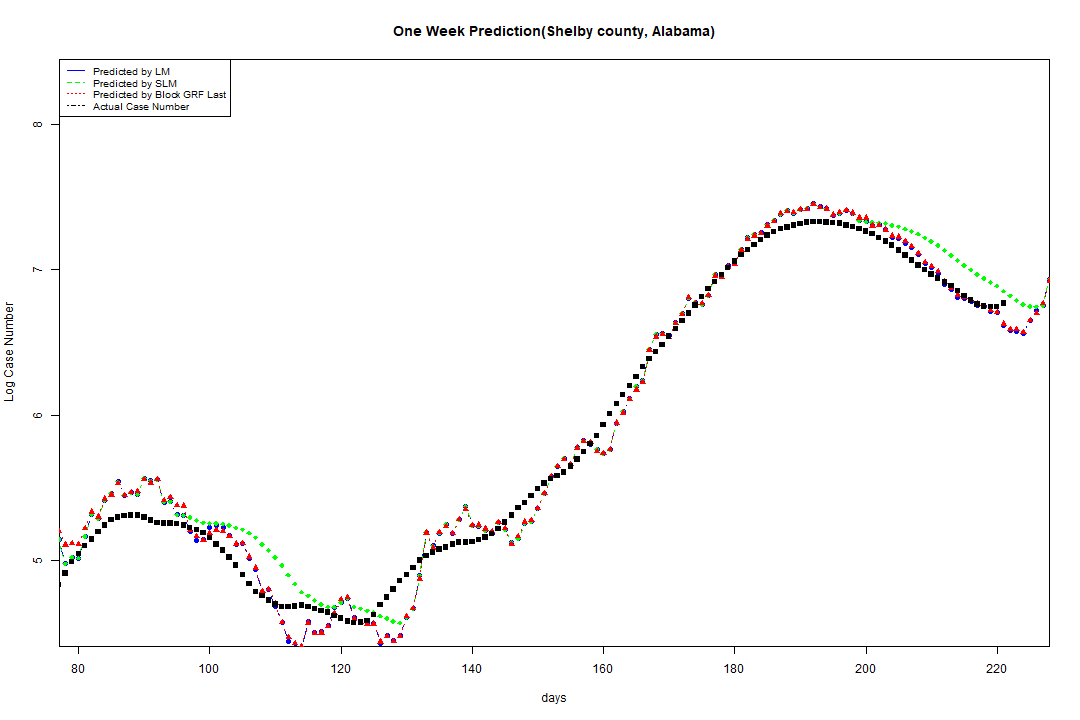 One Week Prediction(Shelby county, Alabama)
Predicted by LM
Predicted by SLM
Predicted by Block GRF Last
Actual Case Number
8
7
6
5
Log Case Number
80 100 120 140 160 180 200 220
days